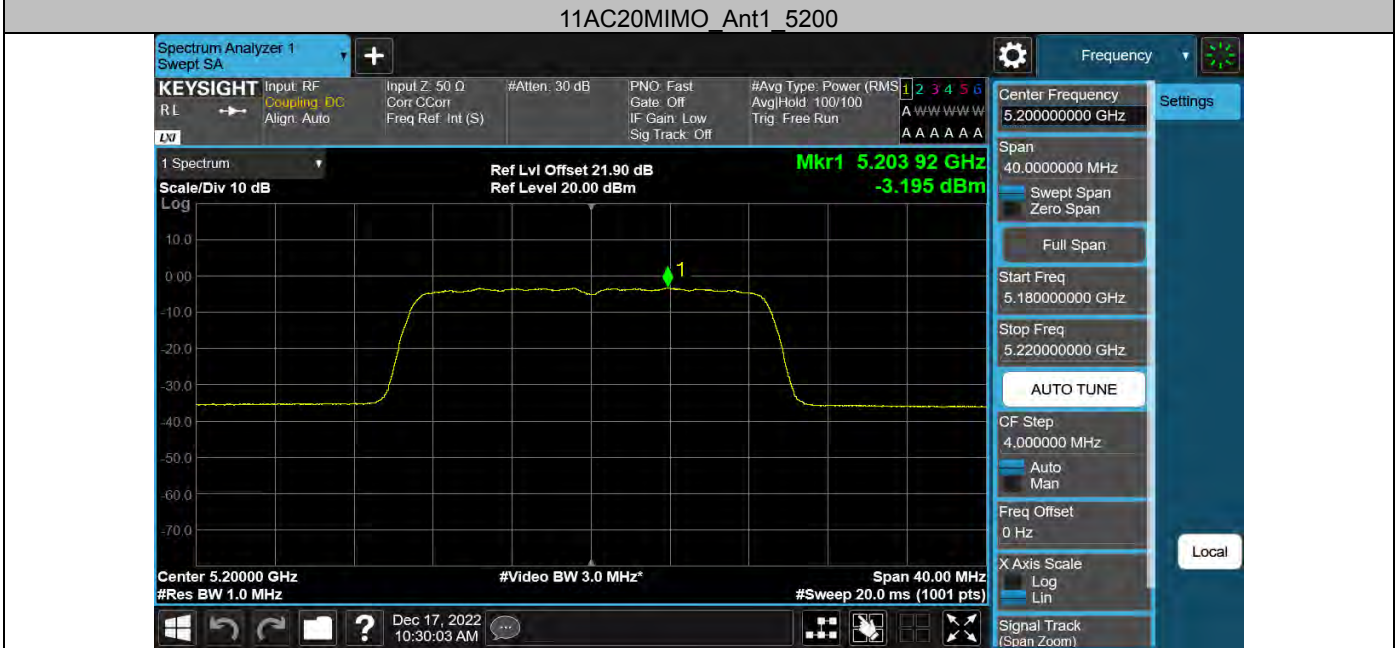 11AC20MIMO_Ant1_5200
Spectrum Analyzer 1
Swept SA
+
Frequency
KEYSIGHT
RL
LXI
Input: RF
Coupling: DC
Align: Auto
Input Z: 50 Ω
Corr CCorr
Freq Ref: Int (S)
#Atten: 30 dB
PNO: Fast
Gate: Off
IF Gain: Low
Sig Track: Off
#Avg Type: Power (RMS
Avg|Hold: 100/100
Trig: Free Run
1 2 3 4 5 6
A W W W W W
A A A A A A
1 Spectrum
Scale/Div 10 dB
Log
Ref Lvl Offset 21.90 dB
Ref Level 20.00 dBm
Mkr1 5.203 92 GHz
-3.195 dBm
10.0
0.00
-10.0
-20.0
-30.0
-40.0
-50.0
-60.0
-70.0
1
Center 5.20000 GHz
#Res BW 1.0 MHz
#Video BW 3.0 MHz*
Span 40.00 MHz
#Sweep 20.0 ms (1001 pts)
?
Dec 17, 2022
10:30:03 AM
Center Frequency
5.200000000 GHz
Span
40.0000000 MHz
Swept Span
Zero Span
Full Span
Start Freq
5.180000000 GHz
Stop Freq
5.220000000 GHz
AUTO TUNE
CF Step
4.000000 MHz
Auto
Man
Freq Offset
0 Hz
X Axis Scale
Log
Lin
Signal Track
(Span Zoom)
Settings
Local